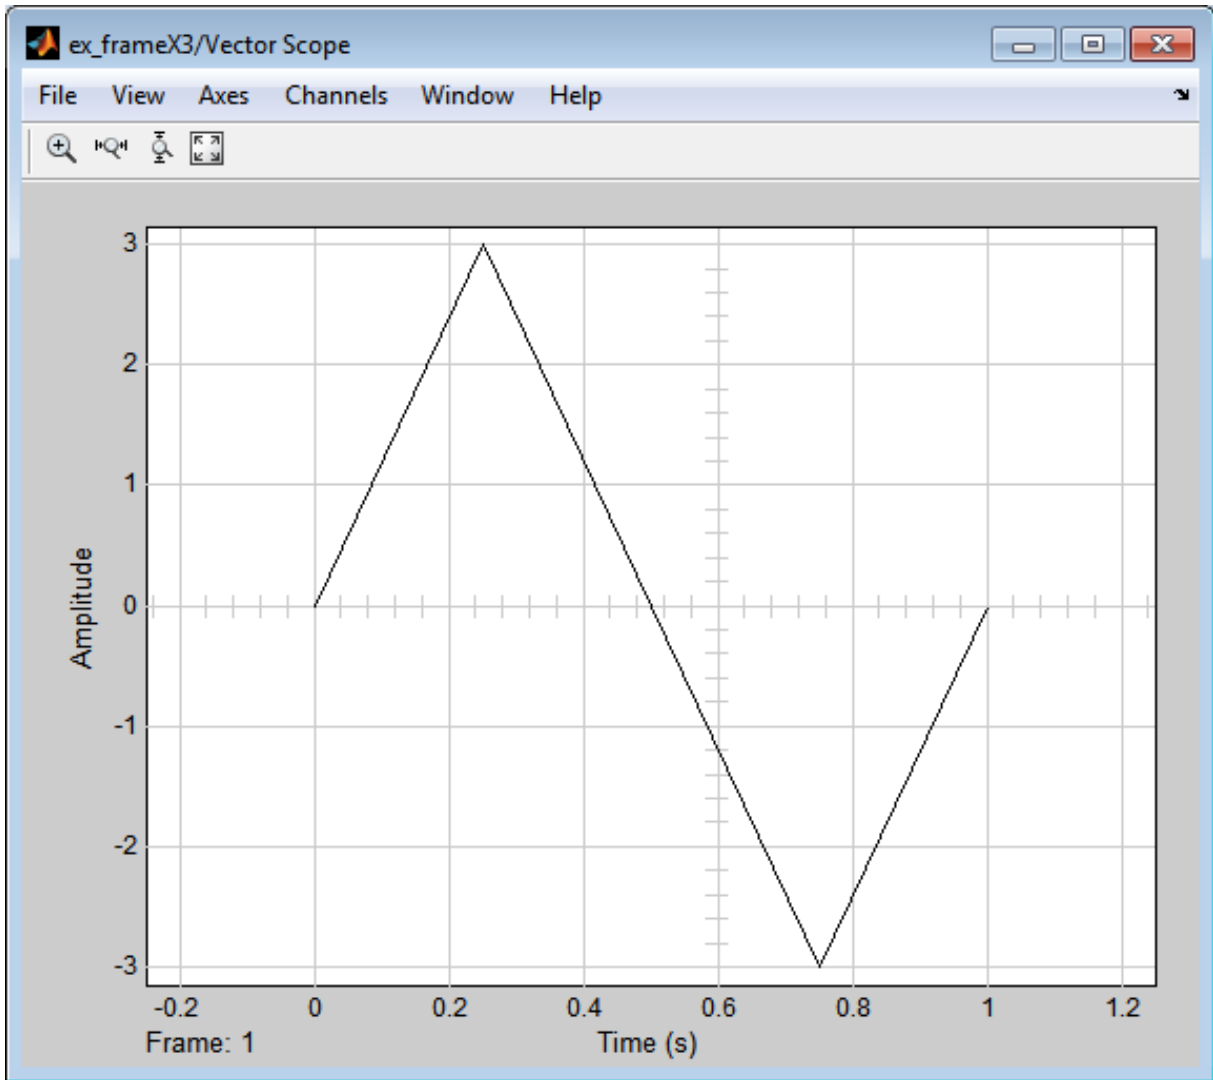 ex_frameX3/Vector Scope
File View Axes Channels Window Help
3
2
1
0
-1
-2
-3
Amplitude
-0.2 0 0.2 0.4 0.6 0.8 1 1.2
Frame: 1 Time (s)